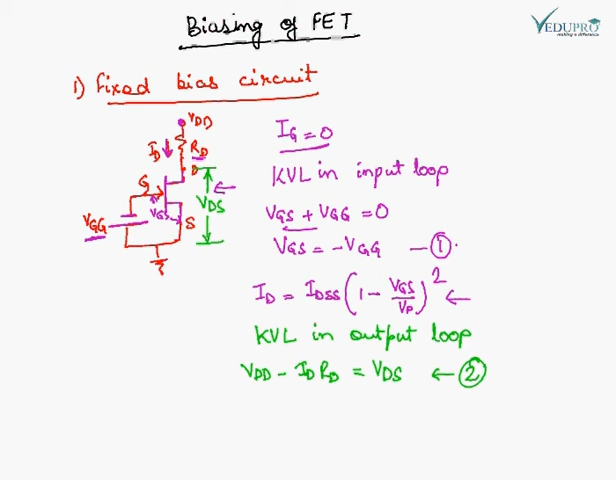 Biasing of FET
VEDUPRO
making a difference
1) Fixed bias circuit
VDD
ID
RD
D
G
VGS
VDS
S
VGG
IG = 0
KVL in input loop
VGS + VGG = 0
VGS = -VGG — ①
ID = IDSS (1 - VGS/VP)² ←
KVL in output loop
VDD - ID RD = VDS ← ②